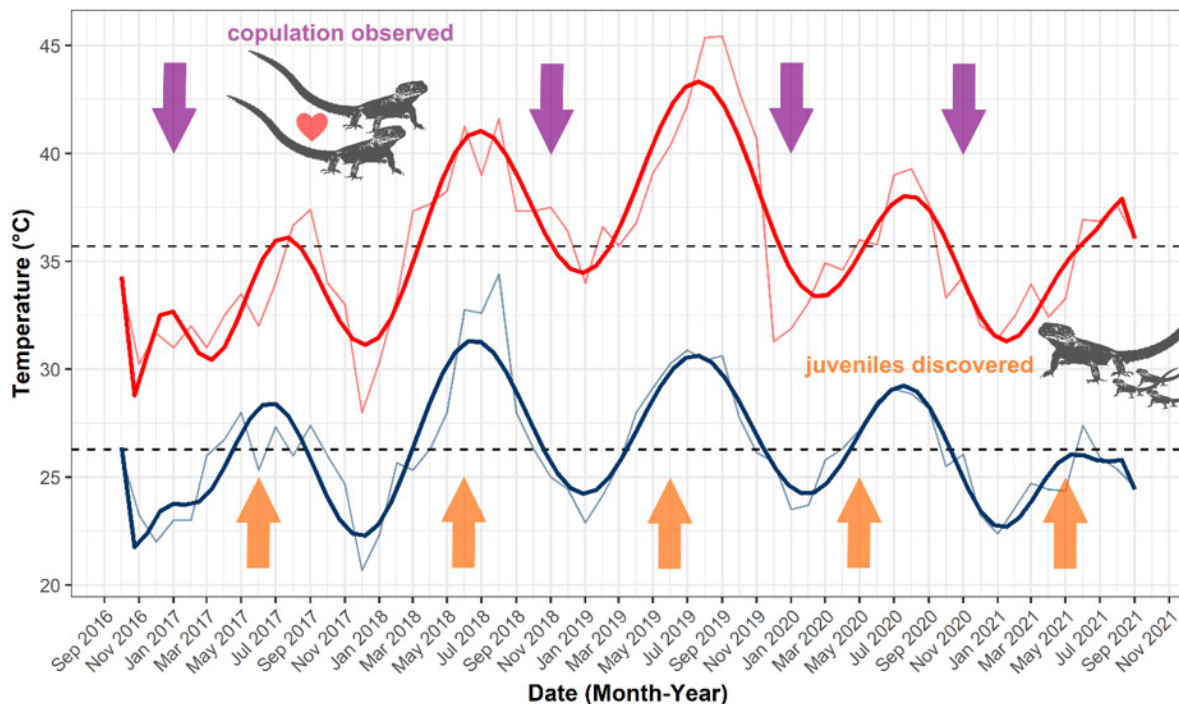 copulation observed
45
40
35
30
25
20
Temperature (°C)
juveniles discovered
Sep 2016
Nov 2016
Jan 2017
Mar 2017
May 2017
Jul 2017
Sep 2017
Nov 2017
Jan 2018
Mar 2018
May 2018
Jul 2018
Sep 2018
Nov 2018
Jan 2019
Mar 2019
May 2019
Jul 2019
Sep 2019
Nov 2019
Jan 2020
Mar 2020
May 2020
Jul 2020
Sep 2020
Nov 2020
Jan 2021
Mar 2021
May 2021
Jul 2021
Sep 2021
Nov 2021
Date (Month-Year)